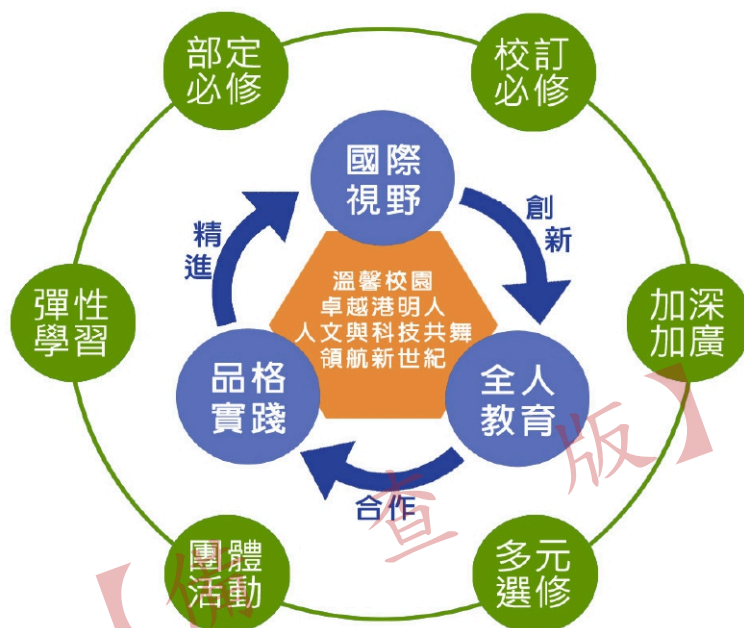 部定
必修
校訂
必修
國際
視野
精
進
創
新
溫馨校園
卓越港明人
人文與科技共舞
領航新世紀
彈性
學習
加深
加廣
品格
實踐
全人
教育
合作
團體
活動
多元
選修
【備查版】